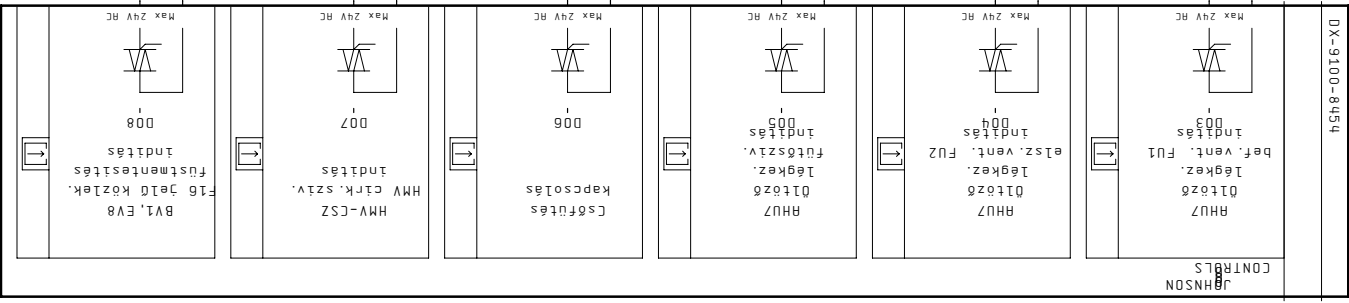 DX-9100-8454
JOHNSON
CONTROLS
AHU7
Öltöző
légkez.
bef.vent. FU1
indítás
DO3
Max 24V AC
AHU7
Öltöző
légkez.
elsz.vent. FU2
indítás
DO4
Max 24V AC
AHU7
Öltöző
légkez.
fűtősziv.
indítás
DO5
Max 24V AC
Csőfűtés
kapcsolás
DO6
Max 24V AC
HMV-CSZ
HMV cirk.sziv.
indítás
DO7
Max 24V AC
BV1,EV8
F16 jelű közlek.
füstmentesítés
indítás
DO8
Max 24V AC